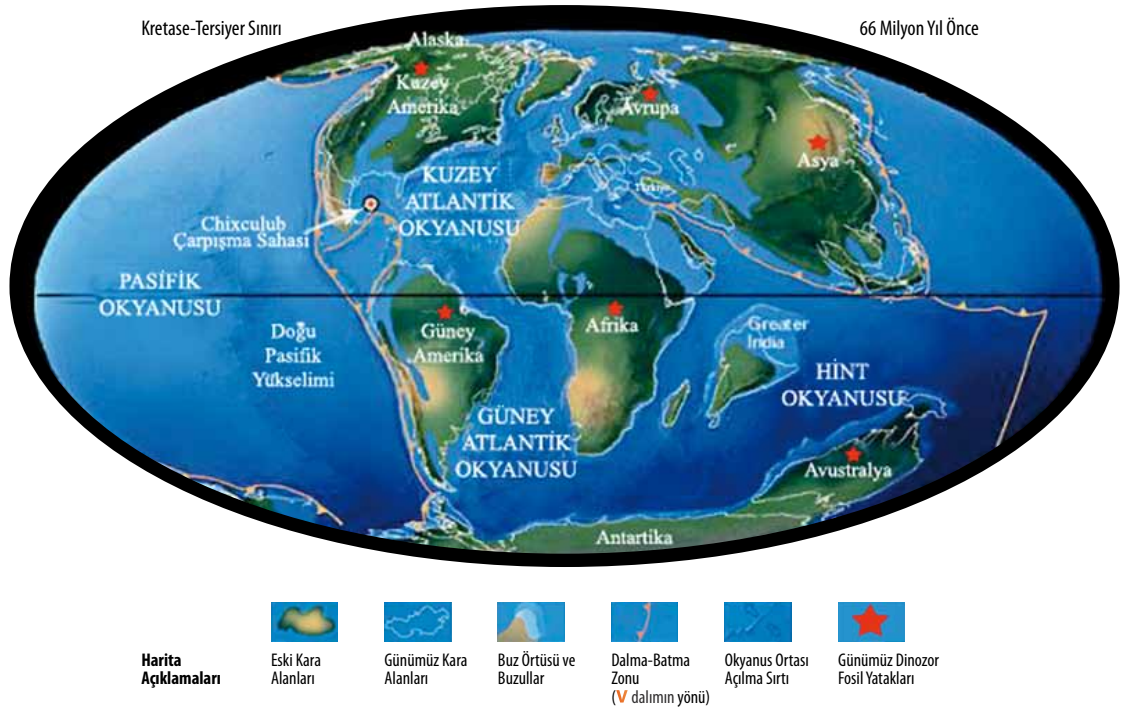 Kretase-Tersiyer Sınırı
66 Milyon Yıl Önce
Alaska
Kuzey
Amerika
Avrupa
Asya
Türkiye
KUZEY
ATLANTİK
OKYANUSU
Chixculub
Çarpışma Sahası
PASİFİK
OKYANUSU
Doğu
Pasifik
Yükselimi
Güney
Amerika
Afrika
Greater
India
HİNT
OKYANUSU
GÜNEY
ATLANTİK
OKYANUSU
Avustralya
Antartika
Harita
Açıklamaları
Eski Kara
Alanları
Günümüz Kara
Alanları
Buz Örtüsü ve
Buzullar
Dalma-Batma
Zonu
(V dalımın yönü)
Okyanus Ortası
Açılma Sırtı
Günümüz Dinozor
Fosil Yatakları